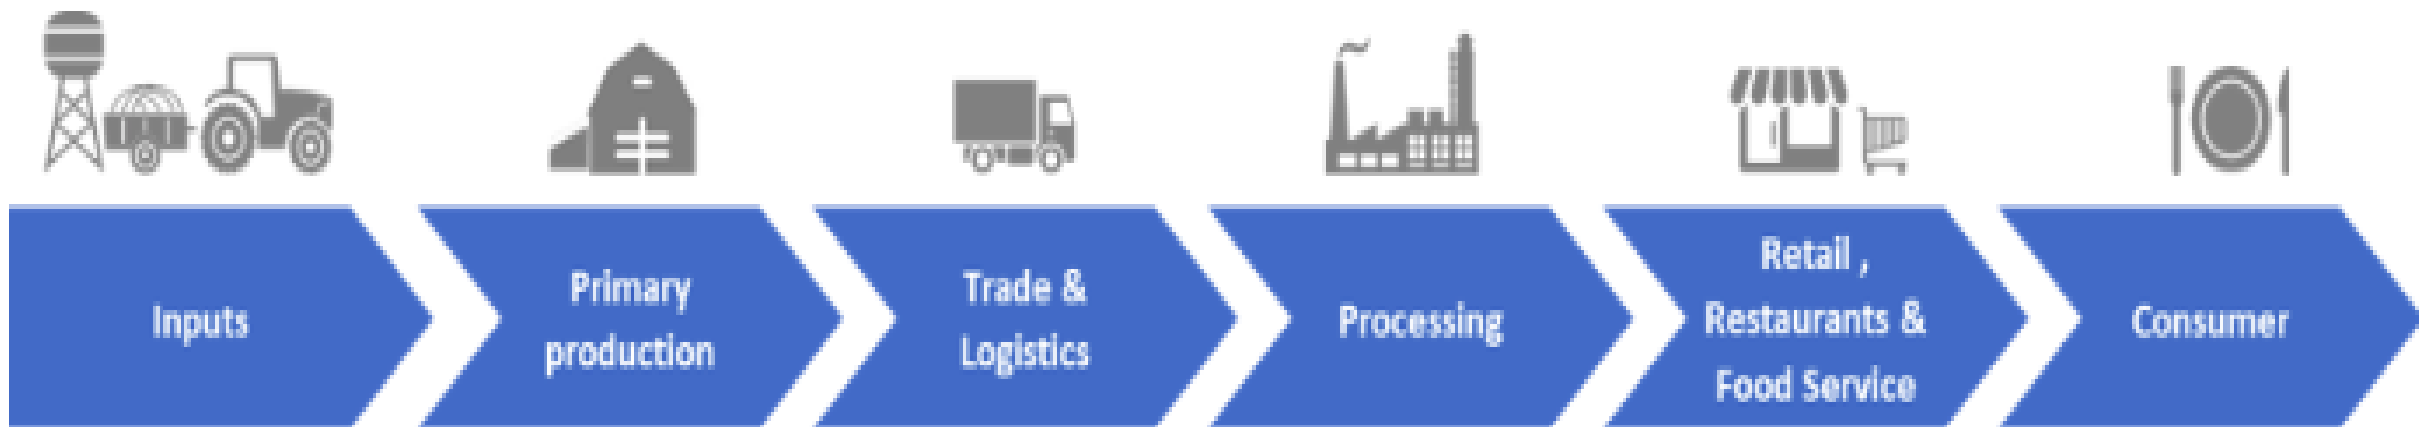 Inputs
Primary
production
Trade &
Logistics
Processing
Retail ,
Restaurants &
Food Service
Consumer